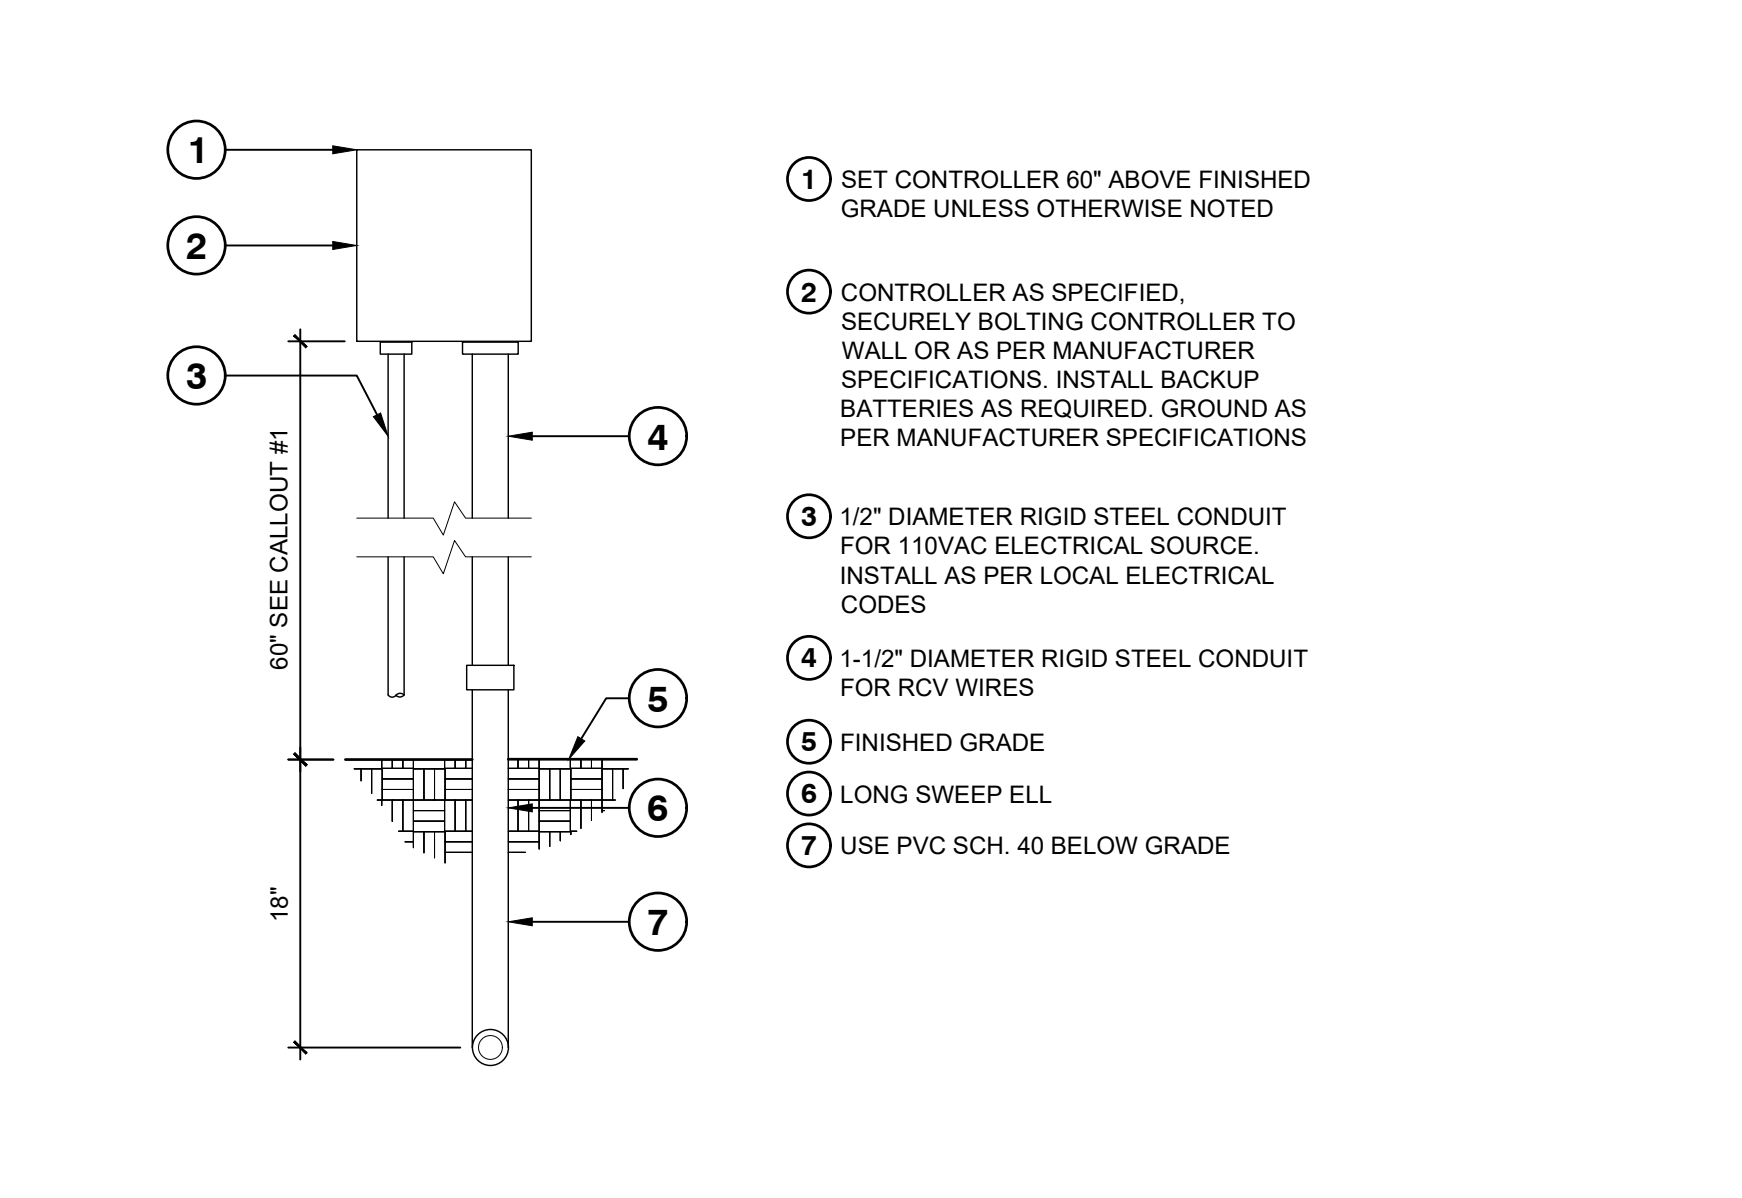 1
2
3
4
60" SEE CALLOUT #1
5
6
18"
7
1 SET CONTROLLER 60" ABOVE FINISHED
GRADE UNLESS OTHERWISE NOTED
2 CONTROLLER AS SPECIFIED,
SECURELY BOLTING CONTROLLER TO
WALL OR AS PER MANUFACTURER
SPECIFICATIONS. INSTALL BACKUP
BATTERIES AS REQUIRED. GROUND AS
PER MANUFACTURER SPECIFICATIONS
3 1/2" DIAMETER RIGID STEEL CONDUIT
FOR 110VAC ELECTRICAL SOURCE.
INSTALL AS PER LOCAL ELECTRICAL
CODES
4 1-1/2" DIAMETER RIGID STEEL CONDUIT
FOR RCV WIRES
5 FINISHED GRADE
6 LONG SWEEP ELL
7 USE PVC SCH. 40 BELOW GRADE